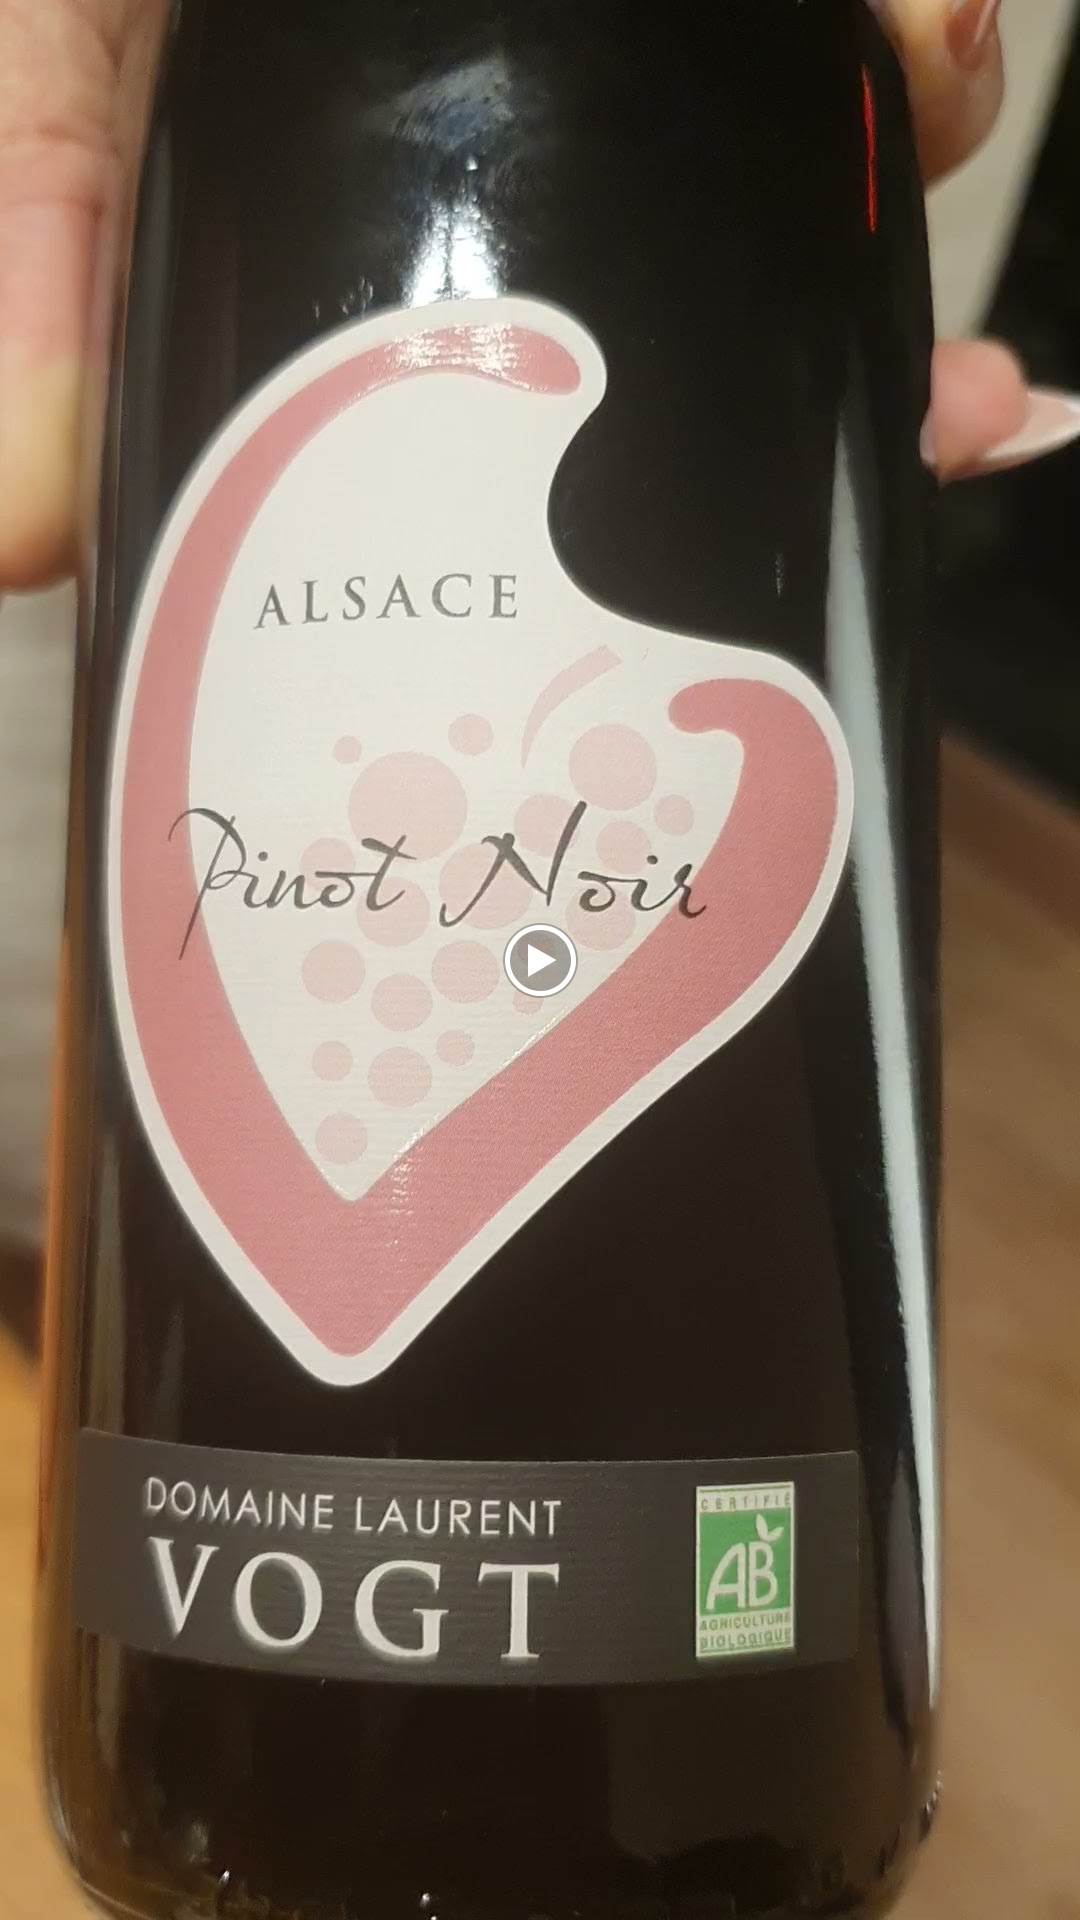 ALSACE
Pinot Noir
DOMAINE LAURENT
VOGT
CERTIFIÉ
AB
AGRICULTURE
BIOLOGIQUE